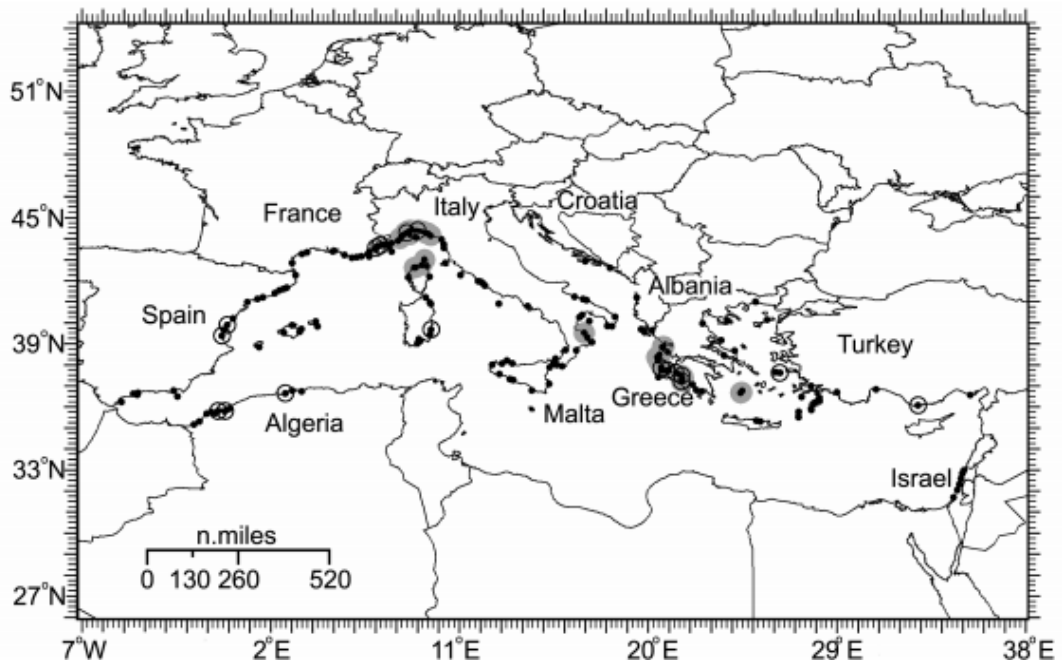 51°N
45°N
39°N
33°N
27°N
France
Italy
Croatia
Spain
Albania
Turkey
Greece
Algeria
Malta
Israel
n.miles
0 130 260 520
7°W 2°E 11°E 20°E 29°E 38°E